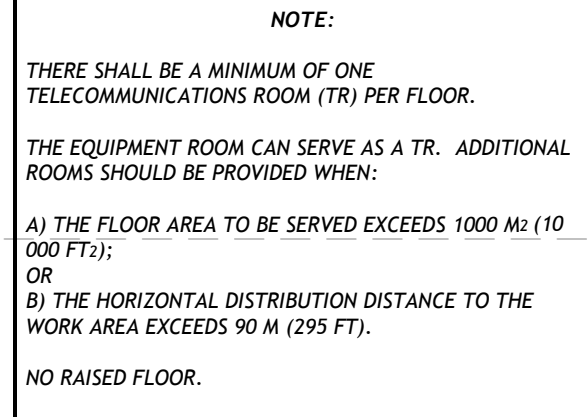 NOTE:
THERE SHALL BE A MINIMUM OF ONE
TELECOMMUNICATIONS ROOM (TR) PER FLOOR.
THE EQUIPMENT ROOM CAN SERVE AS A TR. ADDITIONAL
ROOMS SHOULD BE PROVIDED WHEN:
A) THE FLOOR AREA TO BE SERVED EXCEEDS 1000 M2 (10
000 FT2);
OR
B) THE HORIZONTAL DISTRIBUTION DISTANCE TO THE
WORK AREA EXCEEDS 90 M (295 FT).
NO RAISED FLOOR.